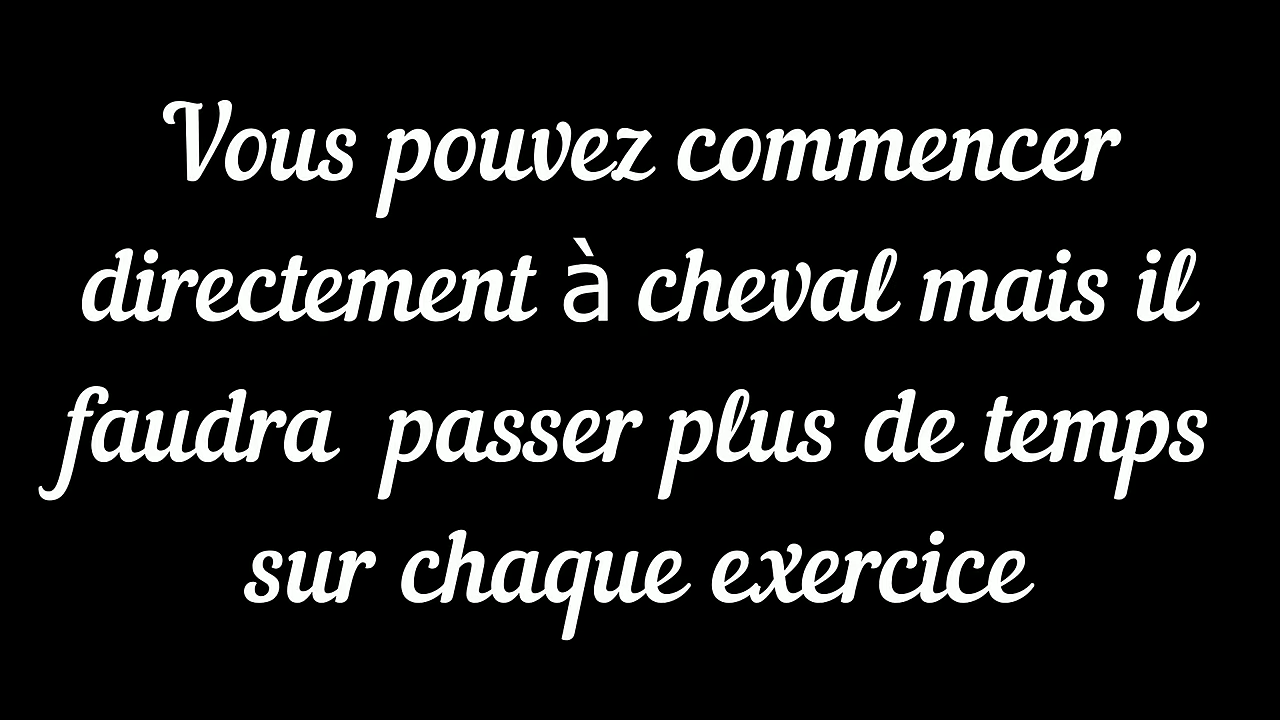 Vous pouvez commencer
directement à cheval mais il
faudra  passer plus de temps
sur chaque exercice